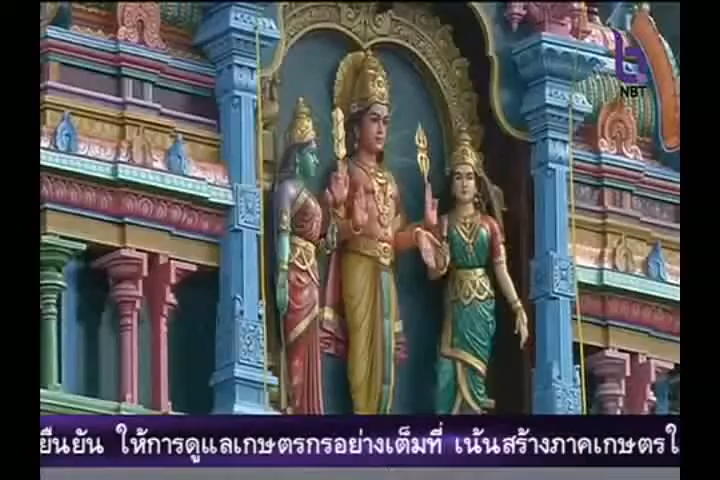 NBT
ยืนยัน ให้การดูแลเกษตรกรอย่างเต็มที่ เน้นสร้างภาคเกษตร